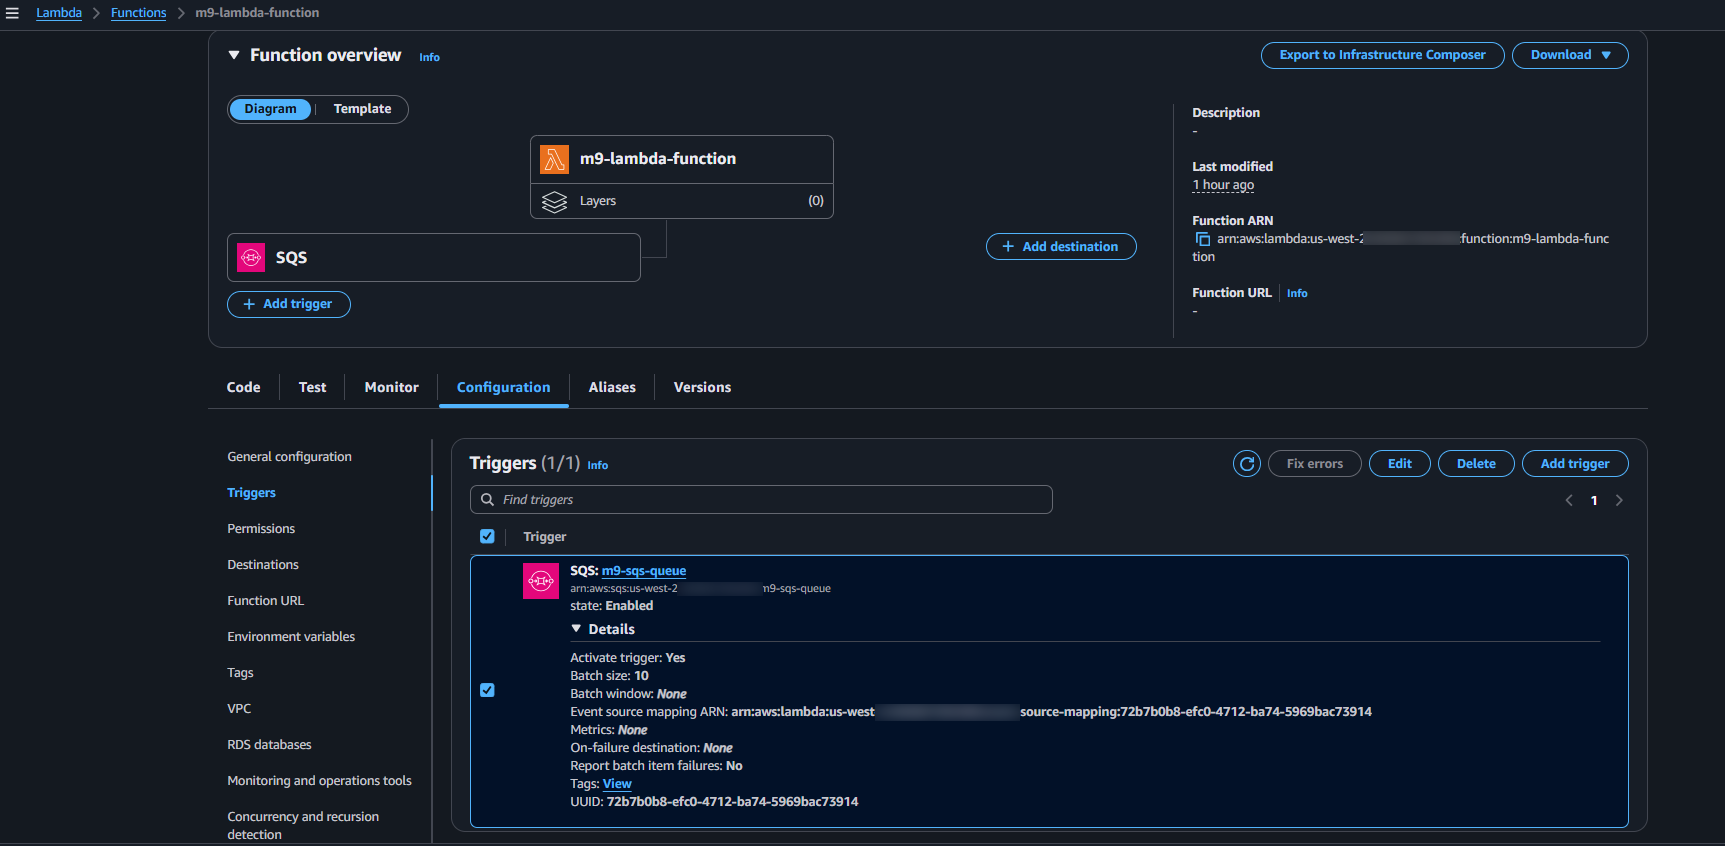 Lambda > Functions > m9-lambda-function
Function overview Info
Export to Infrastructure Composer
Download
Diagram
Template
m9-lambda-function
Layers (0)
SQS
+ Add trigger
+ Add destination
Description
-
Last modified
1 hour ago
Function ARN
arn:aws:lambda:us-west-2 :function:m9-lambda-func
tion
Function URL Info
-
Code
Test
Monitor
Configuration
Aliases
Versions
General configuration
Triggers
Permissions
Destinations
Function URL
Environment variables
Tags
VPC
RDS databases
Monitoring and operations tools
Concurrency and recursion
detection
Triggers (1/1) Info
Fix errors
Edit
Delete
Add trigger
Find triggers
1
Trigger
SQS: m9-sqs-queue
arn:aws:sqs:us-west-2 m9-sqs-queue
state: Enabled
Details
Activate trigger: Yes
Batch size: 10
Batch window: None
Event source mapping ARN: arn:aws:lambda:us-west source-mapping:72b7b0b8-efc0-4712-ba74-5969bac73914
Metrics: None
On-failure destination: None
Report batch item failures: No
Tags: View
UUID: 72b7b0b8-efc0-4712-ba74-5969bac73914